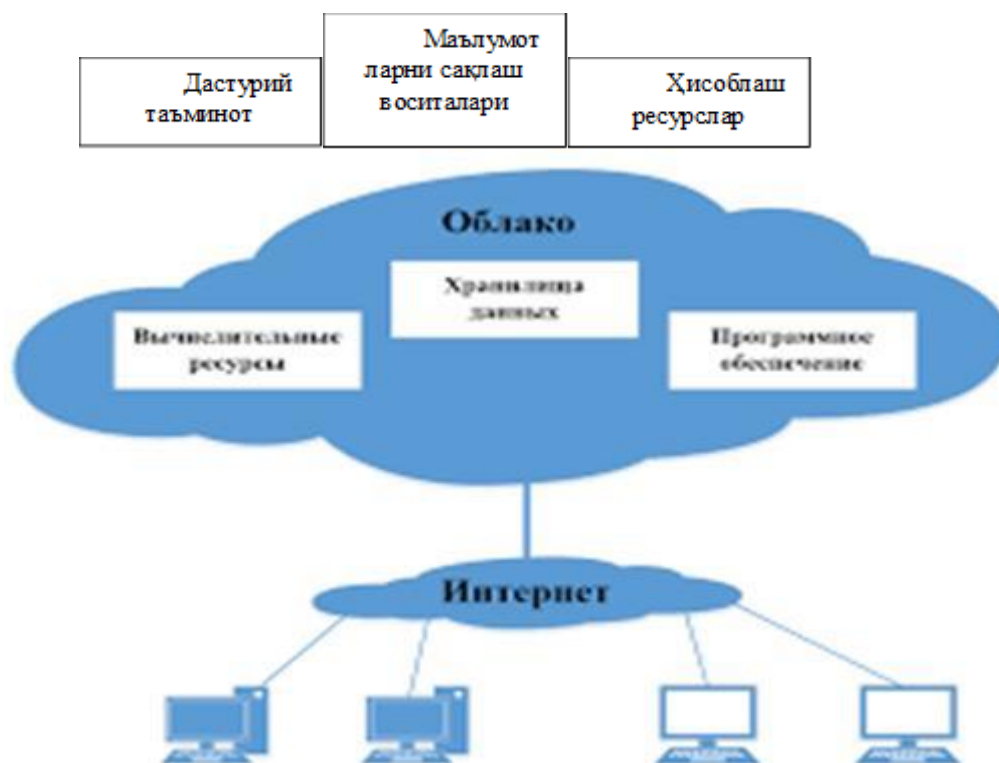 Дастурий
таъминот
Маълумот
ларни сақлаш
воситалари
Ҳисоблаш
ресурслар
Облако
Хранилища
данных
Вычислительные
ресурсы
Программное
обеспечение
Интернет